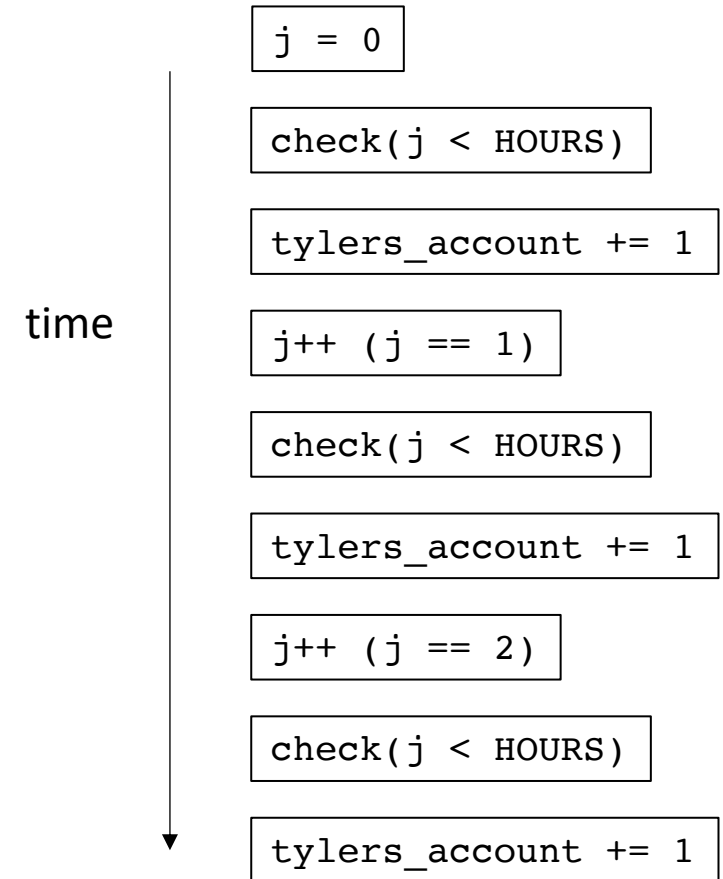 j = 0
check(j < HOURS)
tylers_account += 1
time
j++ (j == 1)
check(j < HOURS)
tylers_account += 1
j++ (j == 2)
check(j < HOURS)
tylers_account += 1